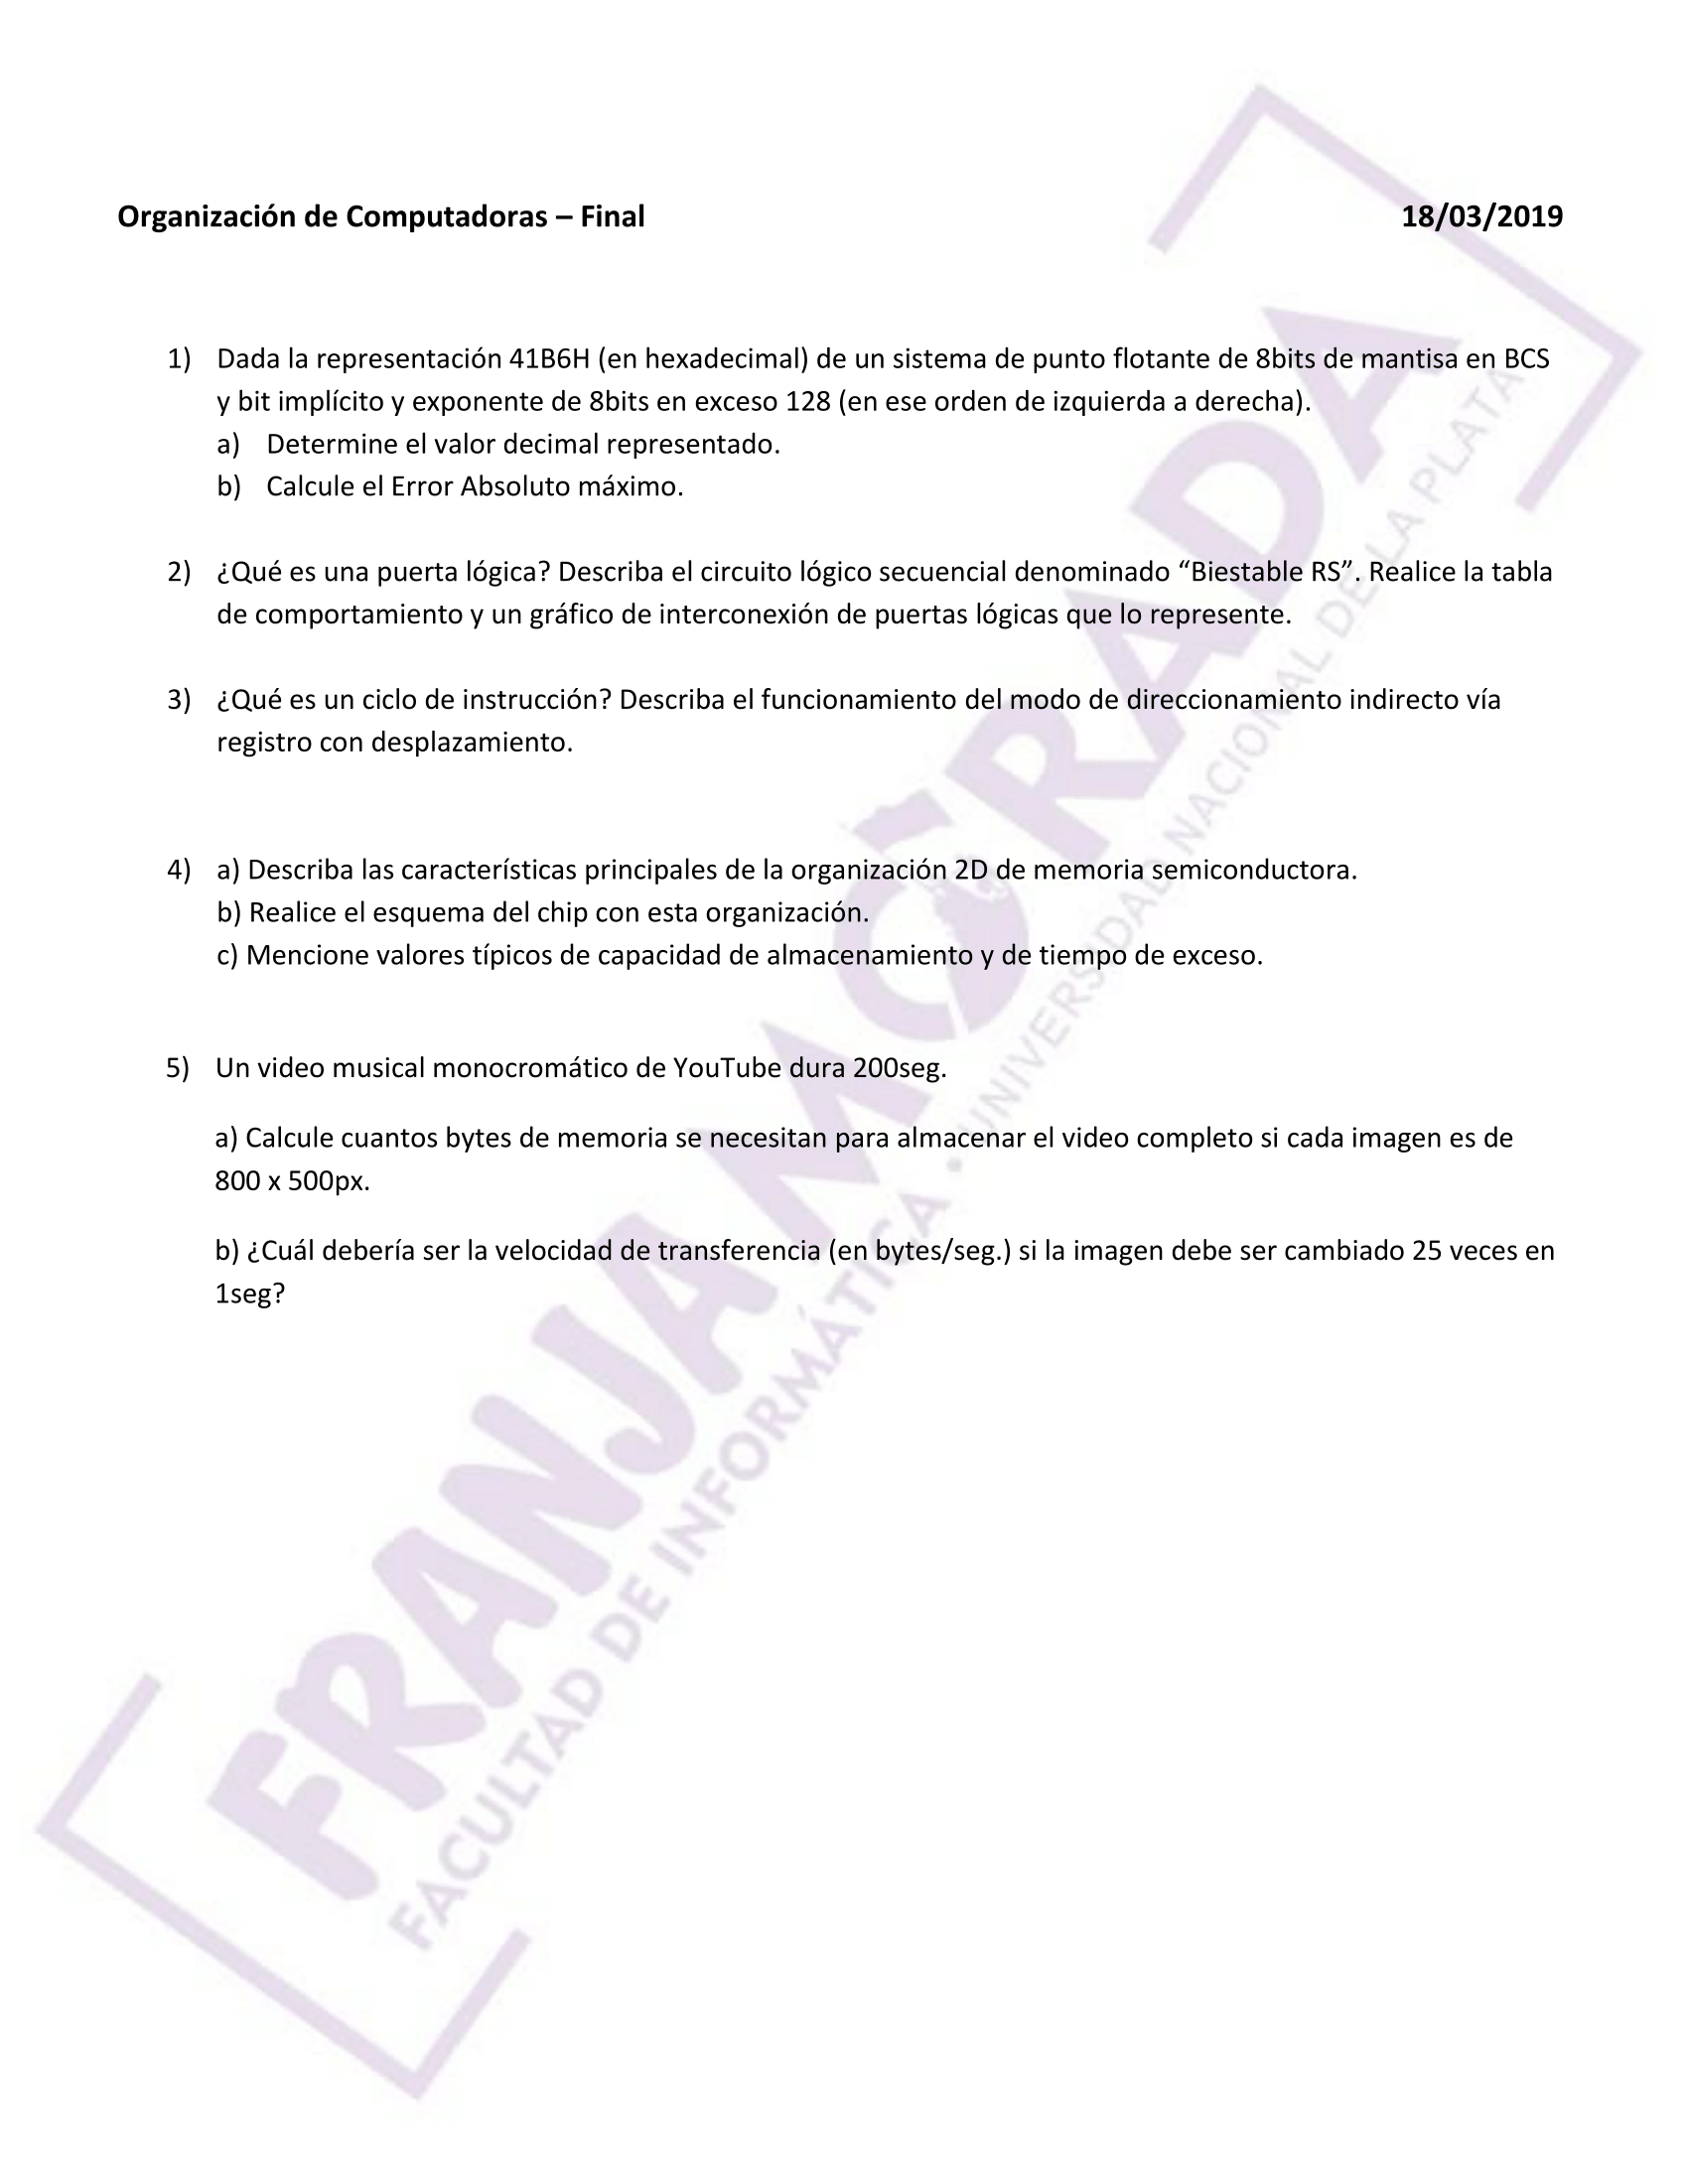 Organización de Computadoras – Final 18/03/2019
1) Dada la representación 41B6H (en hexadecimal) de un sistema de punto flotante de 8bits de mantisa en BCS
y bit implícito y exponente de 8bits en exceso 128 (en ese orden de izquierda a derecha).
a) Determine el valor decimal representado.
b) Calcule el Error Absoluto máximo.
2) ¿Qué es una puerta lógica? Describa el circuito lógico secuencial denominado “Biestable RS”. Realice la tabla
de comportamiento y un gráfico de interconexión de puertas lógicas que lo represente.
3) ¿Qué es un ciclo de instrucción? Describa el funcionamiento del modo de direccionamiento indirecto vía
registro con desplazamiento.
4) a) Describa las características principales de la organización 2D de memoria semiconductora.
b) Realice el esquema del chip con esta organización.
c) Mencione valores típicos de capacidad de almacenamiento y de tiempo de exceso.
5) Un video musical monocromático de YouTube dura 200seg.
a) Calcule cuantos bytes de memoria se necesitan para almacenar el video completo si cada imagen es de
800 x 500px.
b) ¿Cuál debería ser la velocidad de transferencia (en bytes/seg.) si la imagen debe ser cambiado 25 veces en
1seg?
FRANJA MORADA
FACULTAD DE INFORMÁTICA • UNIVERSIDAD NACIONAL DE LA PLATA